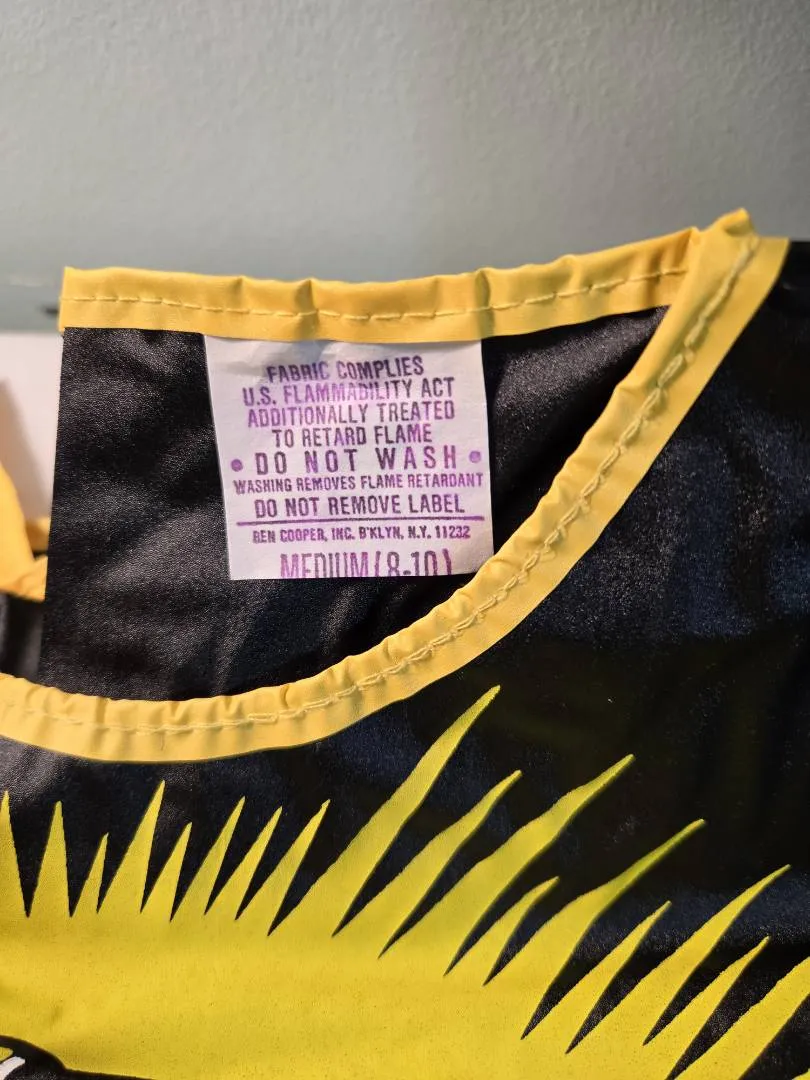 FABRIC COMPLIES
U.S. FLAMMABILITY ACT
ADDITIONALLY TREATED
TO RETARD FLAME
• DO NOT WASH •
WASHING REMOVES FLAME RETARDANT
DO NOT REMOVE LABEL
BEN COOPER, INC. B'KLYN, N.Y. 11232
MEDIUM (8-10)